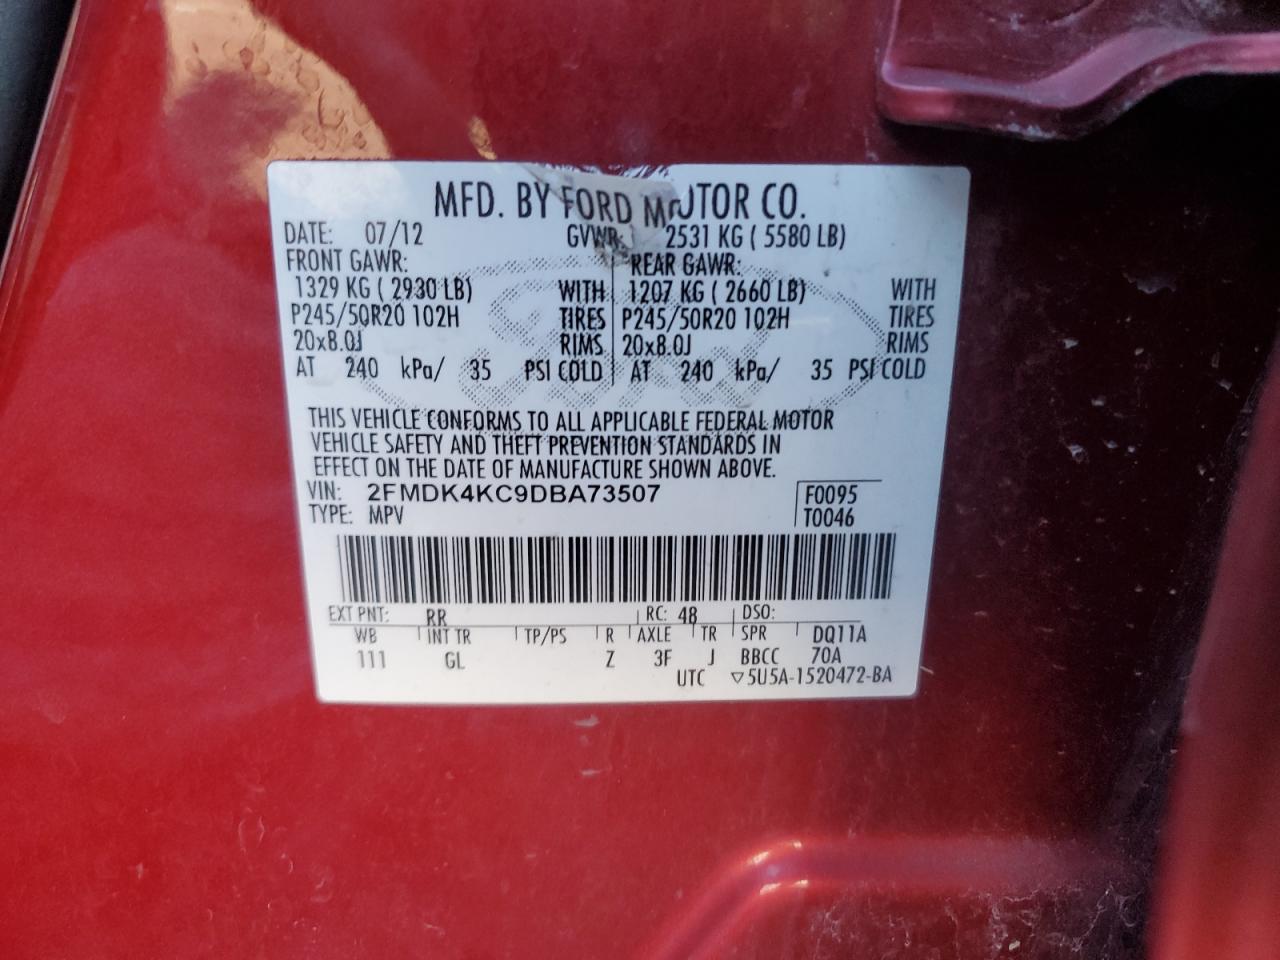 MFD. BY FORD MOTOR CO.
DATE: 07/12 GVWR: 2531 KG ( 5580 LB)
FRONT GAWR: REAR GAWR:
1329 KG ( 2930 LB) WITH 1207 KG ( 2660 LB) WITH
P245/50R20 102H TIRES P245/50R20 102H TIRES
20x8.0J RIMS 20x8.0J RIMS
AT 240 kPa/ 35 PSI COLD AT 240 kPa/ 35 PSI COLD
THIS VEHICLE CONFORMS TO ALL APPLICABLE FEDERAL MOTOR
VEHICLE SAFETY AND THEFT PREVENTION STANDARDS IN
EFFECT ON THE DATE OF MANUFACTURE SHOWN ABOVE.
VIN: 2FMDK4KC9DBA73507 F0095
TYPE: MPV T0046
EXT PNT: RR RC: 48 DSO:
WB INT TR TP/PS R AXLE TR SPR DQ11A
111 GL Z 3F J BBCC 70A
UTC ▽5U5A-1520472-BA